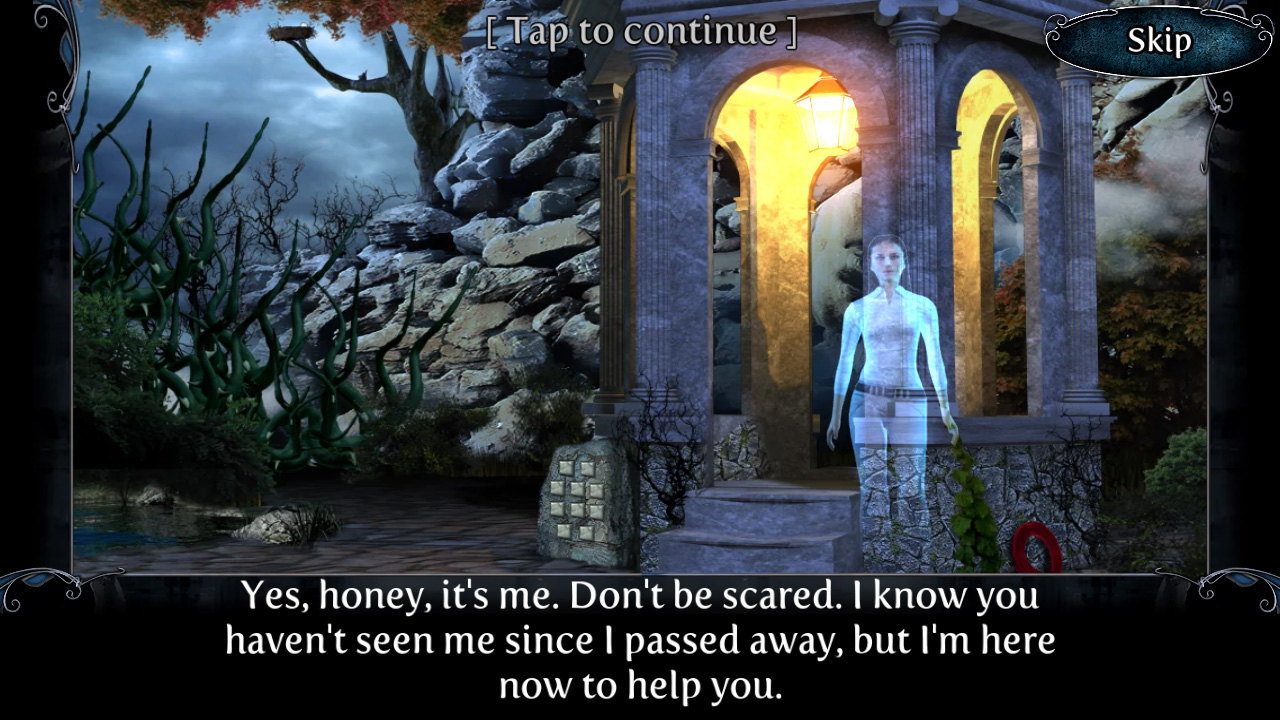 [ Tap to continue ]
Skip
Yes, honey, it's me. Don't be scared. I know you
haven't seen me since I passed away, but I'm here
now to help you.